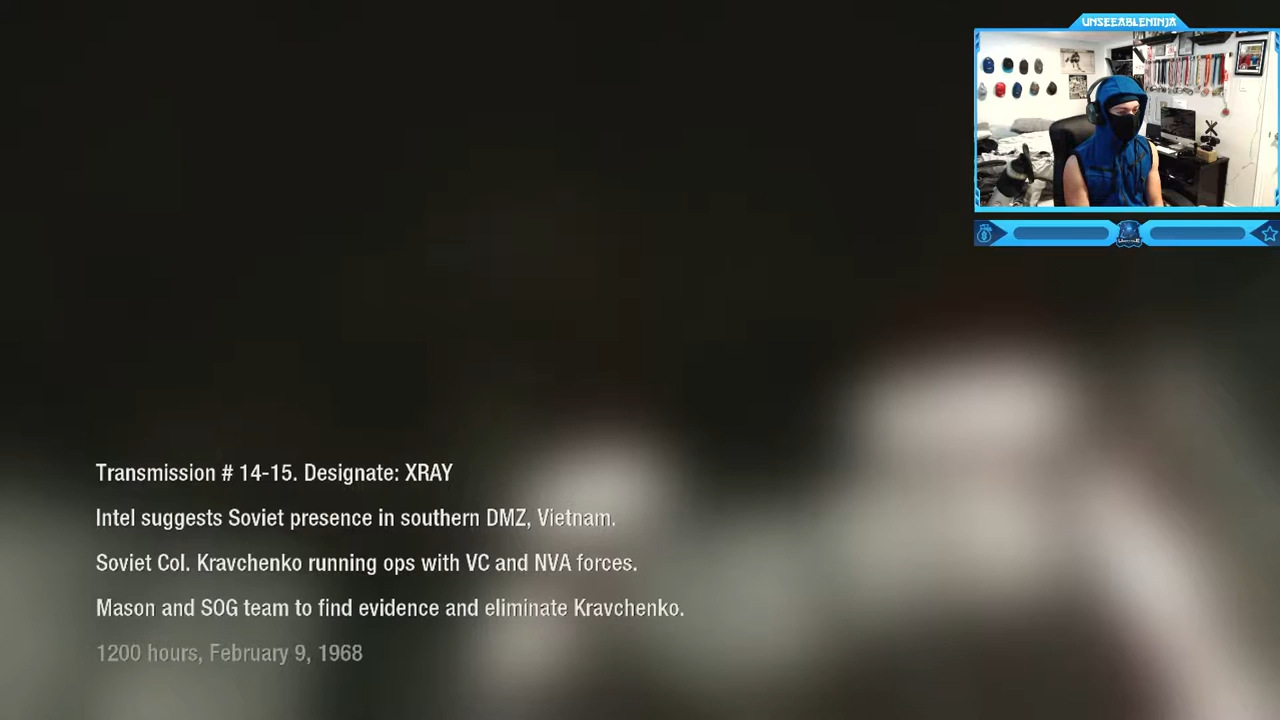 UNSEEABLENINJA
Transmission # 14-15. Designate: XRAY
Intel suggests Soviet presence in southern DMZ, Vietnam.
Soviet Col. Kravchenko running ops with VC and NVA forces.
Mason and SOG team to find evidence and eliminate Kravchenko.
1200 hours, February 9, 1968